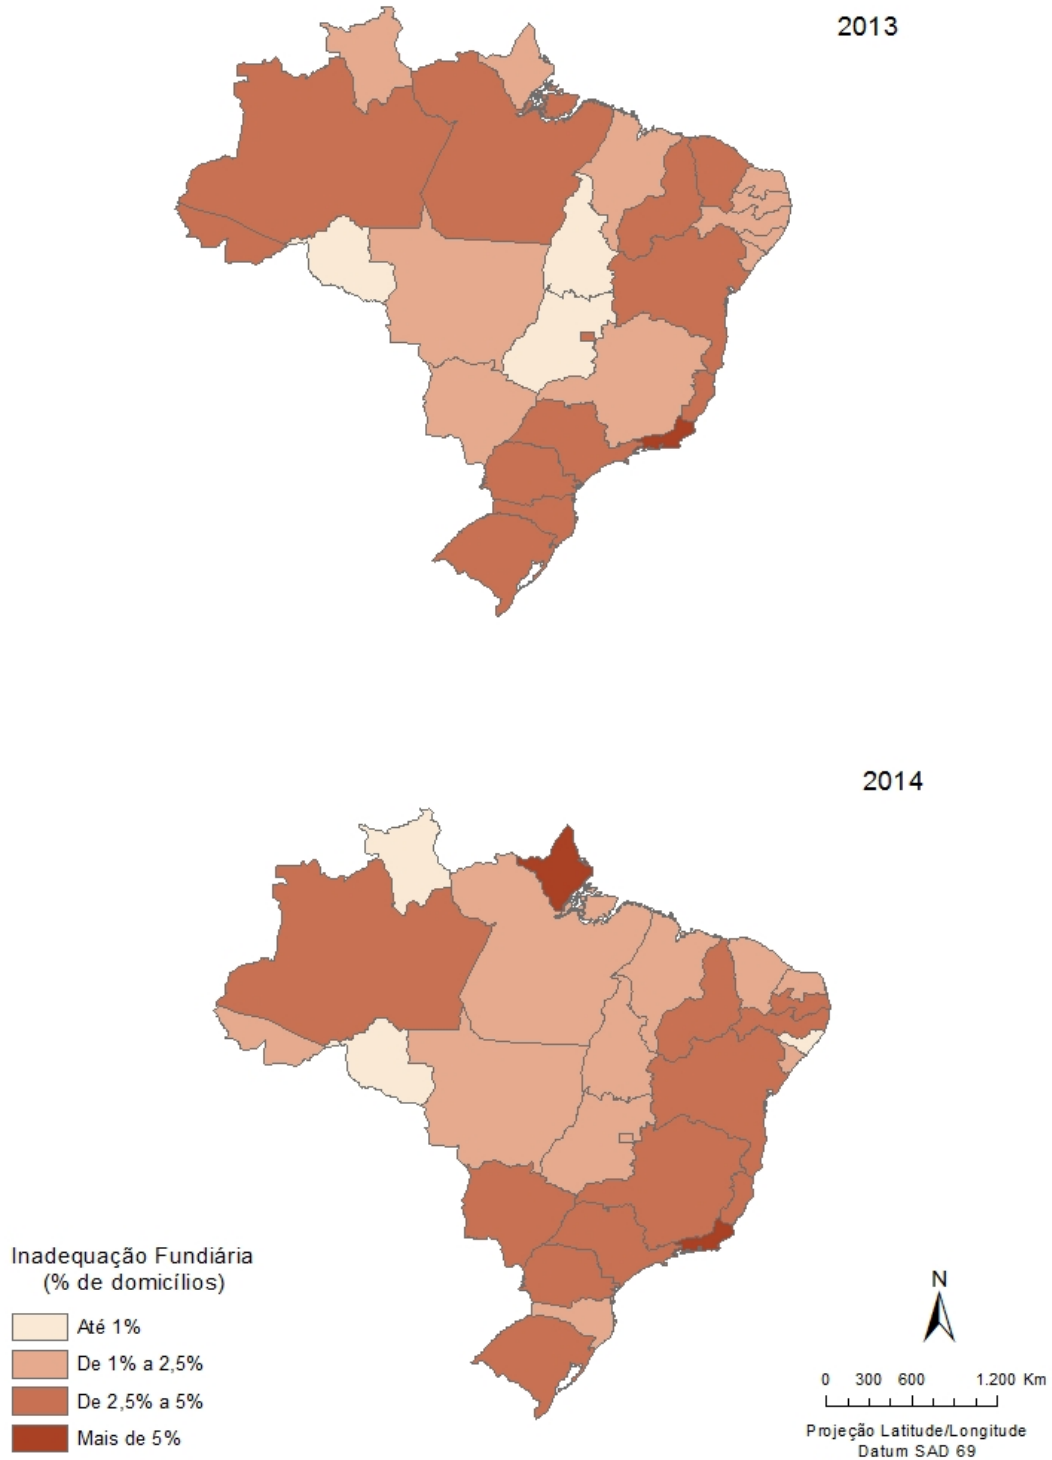 2013
2014
Inadequação Fundiária
(% de domicílios)
Até 1%
De 1% a 2,5%
De 2,5% a 5%
Mais de 5%
N
0 300 600 1.200 Km
Projeção Latitude/Longitude
Datum SAD 69